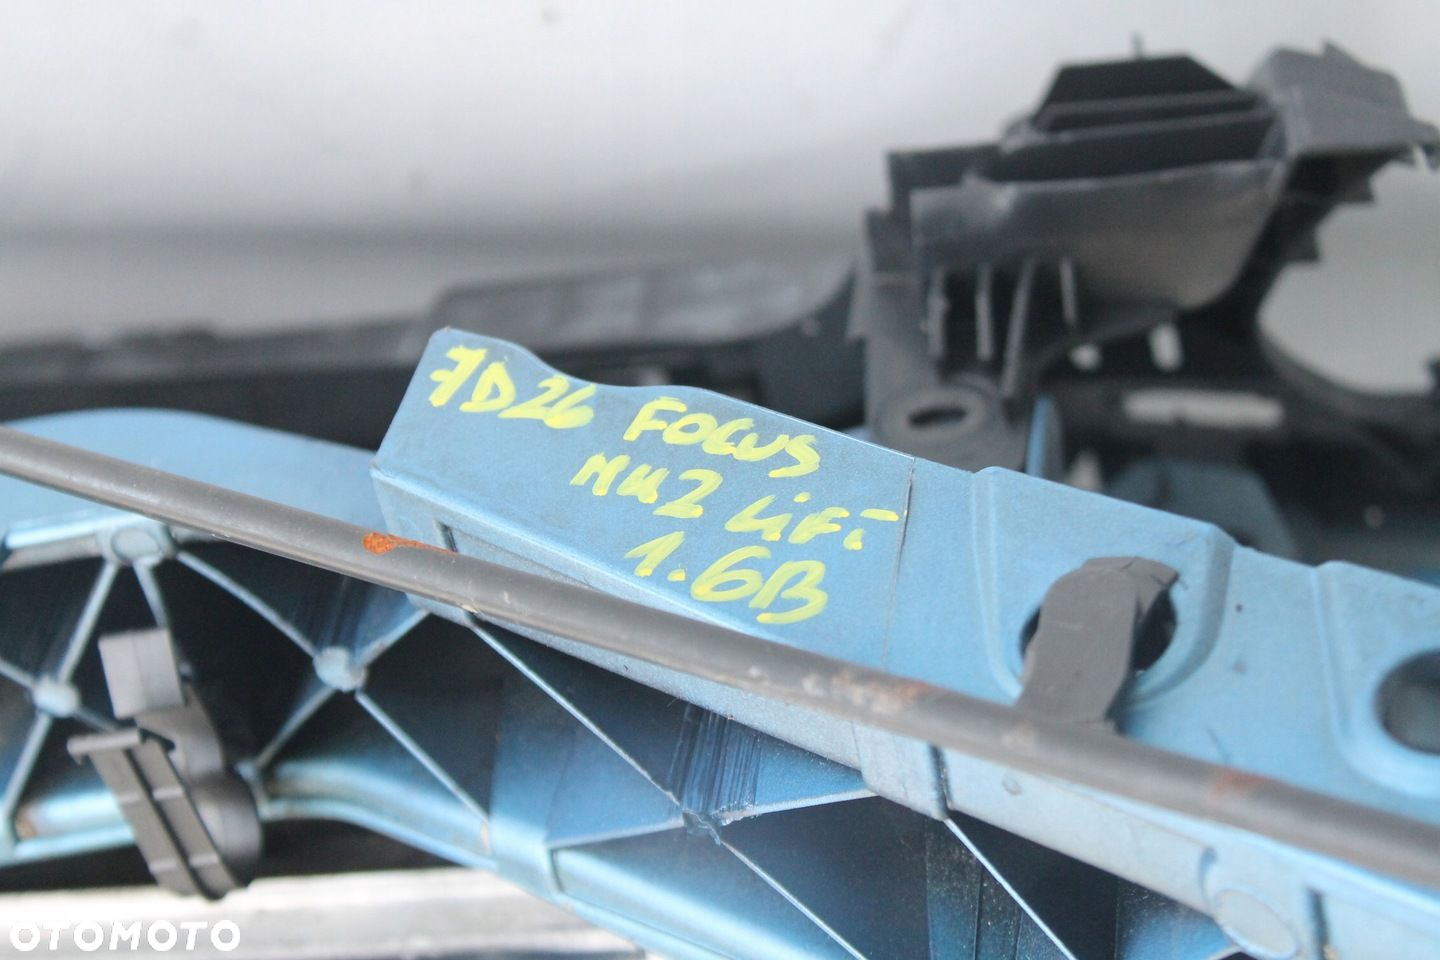 7D26 FOCUS
MK2 LIFT
1.6B
OTOMOTO